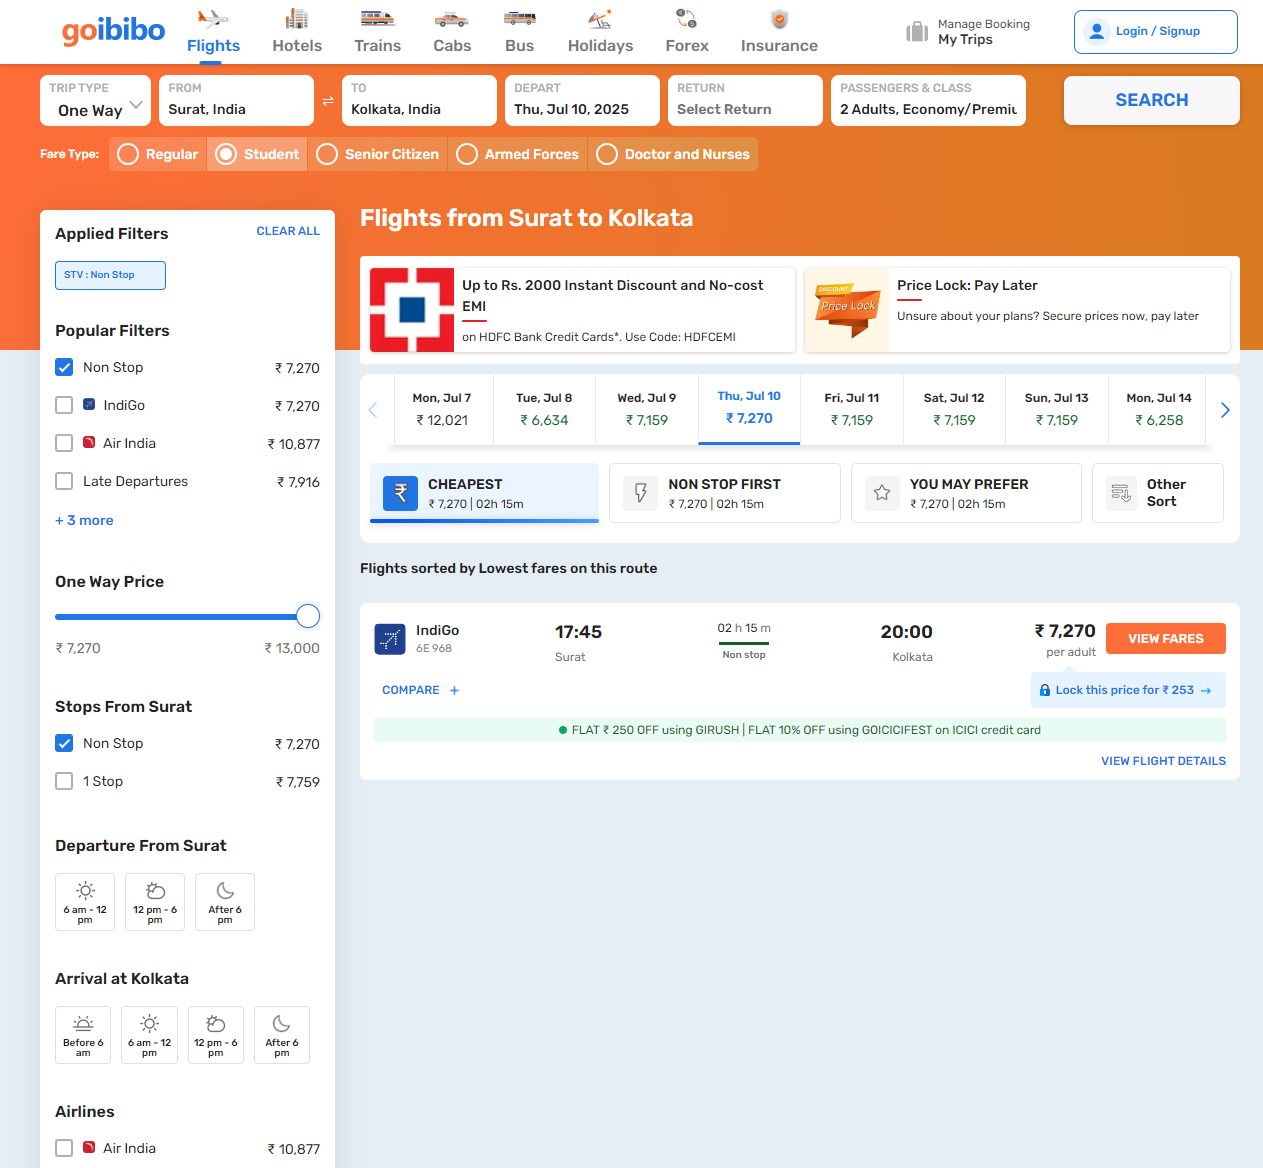 goibibo
Flights
Hotels
Trains
Cabs
Bus
Holidays
Forex
Insurance
Manage Booking
My Trips
Login / Signup
TRIP TYPE
One Way
FROM
Surat, India
TO
Kolkata, India
DEPART
Thu, Jul 10, 2025
RETURN
Select Return
PASSENGERS & CLASS
2 Adults, Economy/Premiu
SEARCH
Fare Type:
Regular
Student
Senior Citizen
Armed Forces
Doctor and Nurses
Applied Filters
CLEAR ALL
STV : Non Stop
Popular Filters
Non Stop ₹ 7,270
IndiGo ₹ 7,270
Air India ₹ 10,877
Late Departures ₹ 7,916
+ 3 more
One Way Price
₹ 7,270 ₹ 13,000
Stops From Surat
Non Stop ₹ 7,270
1 Stop ₹ 7,759
Departure From Surat
6 am - 12
pm
12 pm - 6
pm
After 6
pm
Arrival at Kolkata
Before 6
am
6 am - 12
pm
12 pm - 6
pm
After 6
pm
Airlines
Air India ₹ 10,877
Flights from Surat to Kolkata
Up to Rs. 2000 Instant Discount and No-cost
EMI
on HDFC Bank Credit Cards*. Use Code: HDFCEMI
DISCOUNT
Price Lock
Price Lock: Pay Later
Unsure about your plans? Secure prices now, pay later
Mon, Jul 7
₹ 12,021
Tue, Jul 8
₹ 6,634
Wed, Jul 9
₹ 7,159
Thu, Jul 10
₹ 7,270
Fri, Jul 11
₹ 7,159
Sat, Jul 12
₹ 7,159
Sun, Jul 13
₹ 7,159
Mon, Jul 14
₹ 6,258
CHEAPEST
₹ 7,270 | 02h 15m
NON STOP FIRST
₹ 7,270 | 02h 15m
YOU MAY PREFER
₹ 7,270 | 02h 15m
Other
Sort
Flights sorted by Lowest fares on this route
IndiGo
6E 968
17:45
Surat
02 h 15 m
Non stop
20:00
Kolkata
₹ 7,270
per adult
VIEW FARES
COMPARE +
Lock this price for ₹ 253 →
FLAT ₹ 250 OFF using GIRUSH | FLAT 10% OFF using GOICICIFEST on ICICI credit card
VIEW FLIGHT DETAILS